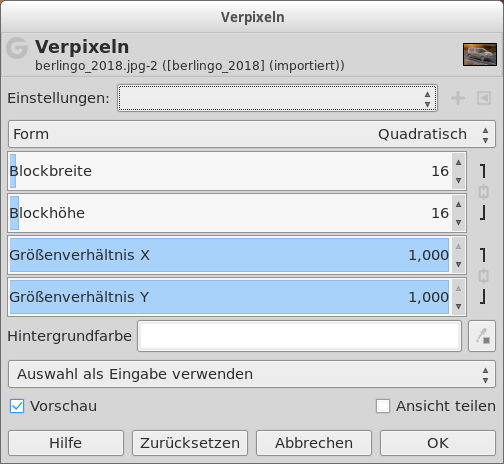 Verpixeln
Verpixeln
berlingo_2018.jpg-2 ([berlingo_2018] (importiert))
Einstellungen:
Form Quadratisch
Blockbreite 16
Blockhöhe 16
Größenverhältnis X 1,000
Größenverhältnis Y 1,000
Hintergrundfarbe
Auswahl als Eingabe verwenden
Vorschau Ansicht teilen
Hilfe Zurücksetzen Abbrechen OK